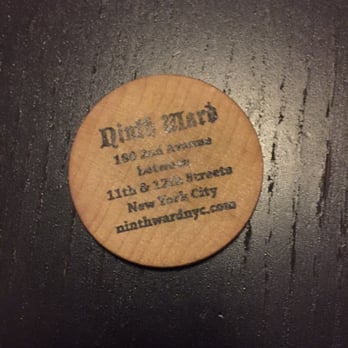 Ninth Ward
180 2nd Avenue
between
11th & 12th Streets
New York City
ninthwardnyc.com